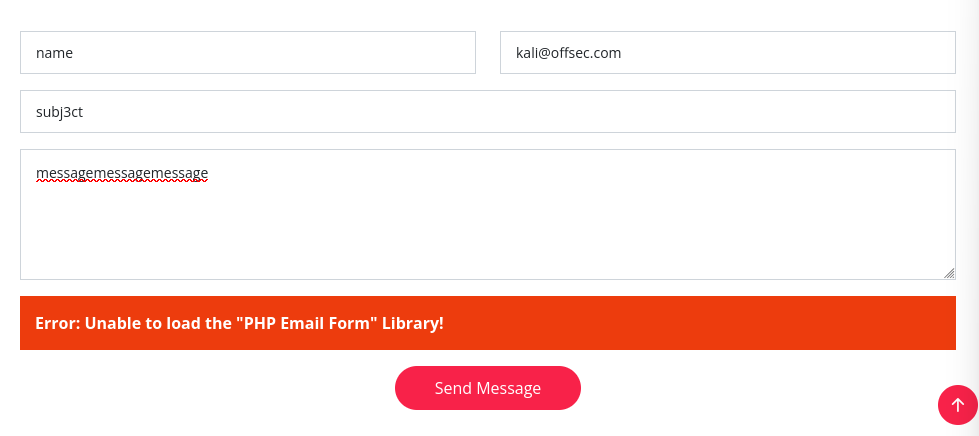 name
kali@offsec.com
subj3ct
messagemessagemessage
Error: Unable to load the "PHP Email Form" Library!
Send Message